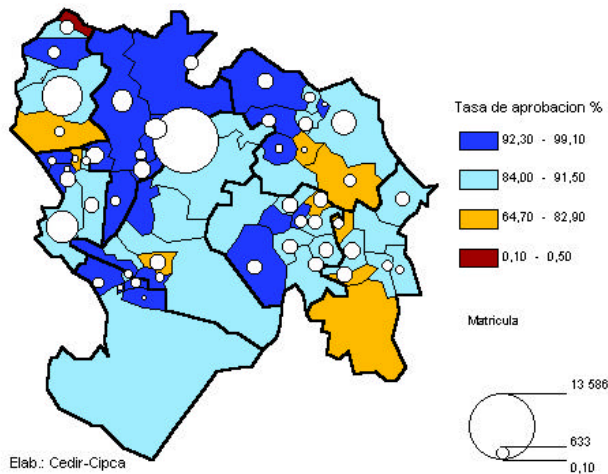 Tasa de aprobacion %
92,30 - 99,10
84,00 - 91,50
64,70 - 82,90
0,10 - 0,50
Matricula
13 586
633
0,10
Elab.: Cedir-Cipca